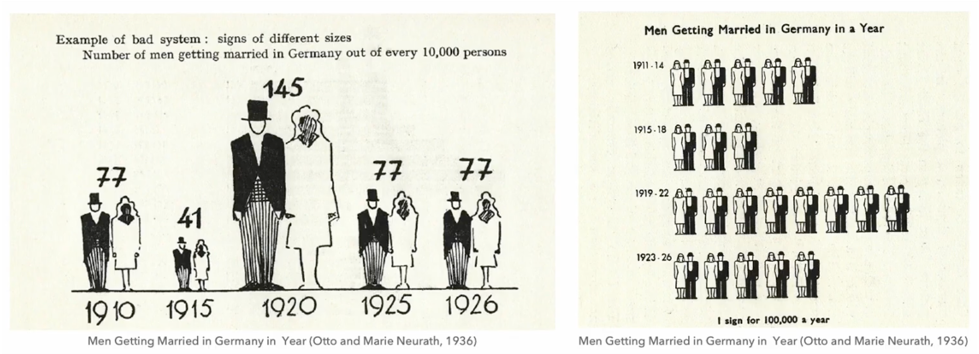 Example of bad system : signs of different sizes
Number of men getting married in Germany out of every 10,000 persons
145
77
41
77
77
1910
1915
1920
1925
1926
Men Getting Married in Germany in Year (Otto and Marie Neurath, 1936)
Men Getting Married in Germany in a Year
1911-14
1915-18
1919-22
1923-26
1 sign for 100,000 a year
Men Getting Married in Germany in Year (Otto and Marie Neurath, 1936)